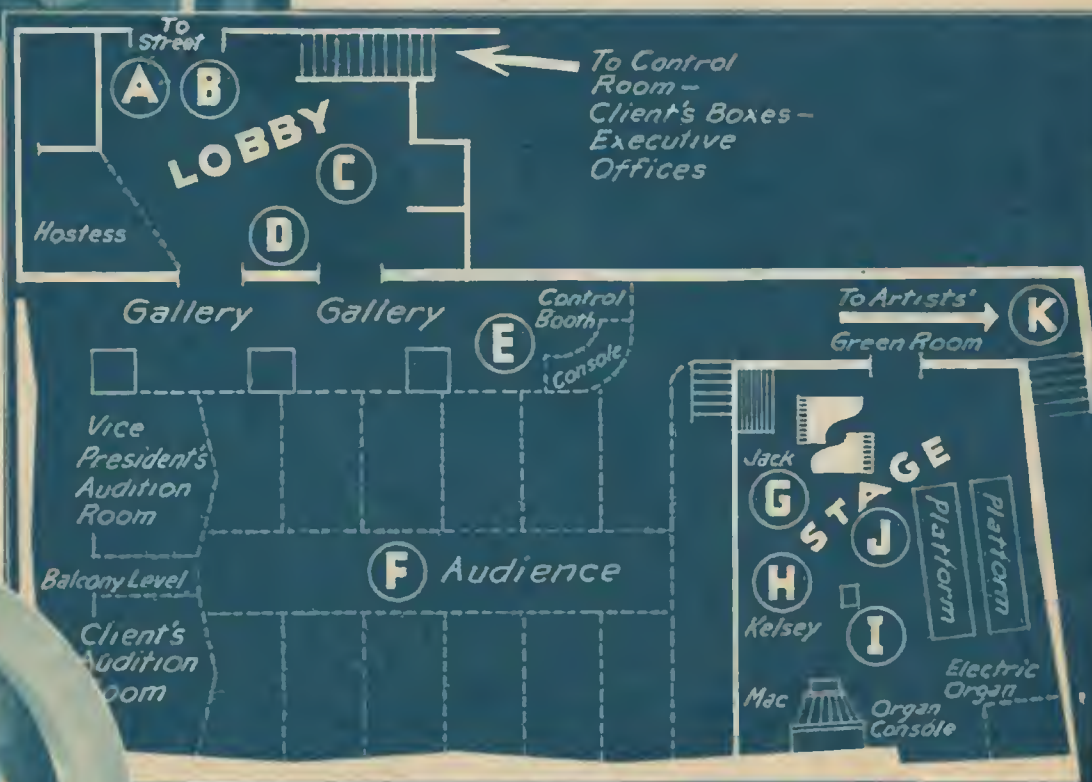 To
Street
A B
LOBBY
C
D
Hostess
To Control
Room –
Client's Boxes –
Executive
Offices
Gallery Gallery
E
Control
Booth
Console
To Artists'
Green Room
K
Vice
President's
Audition
Room
Balcony Level
Client's
Audition
F Audience
Jack
G
STAGE
J
H
Kelsey
I
Platform
Platform
Mac
Organ
Console
Electric
Organ